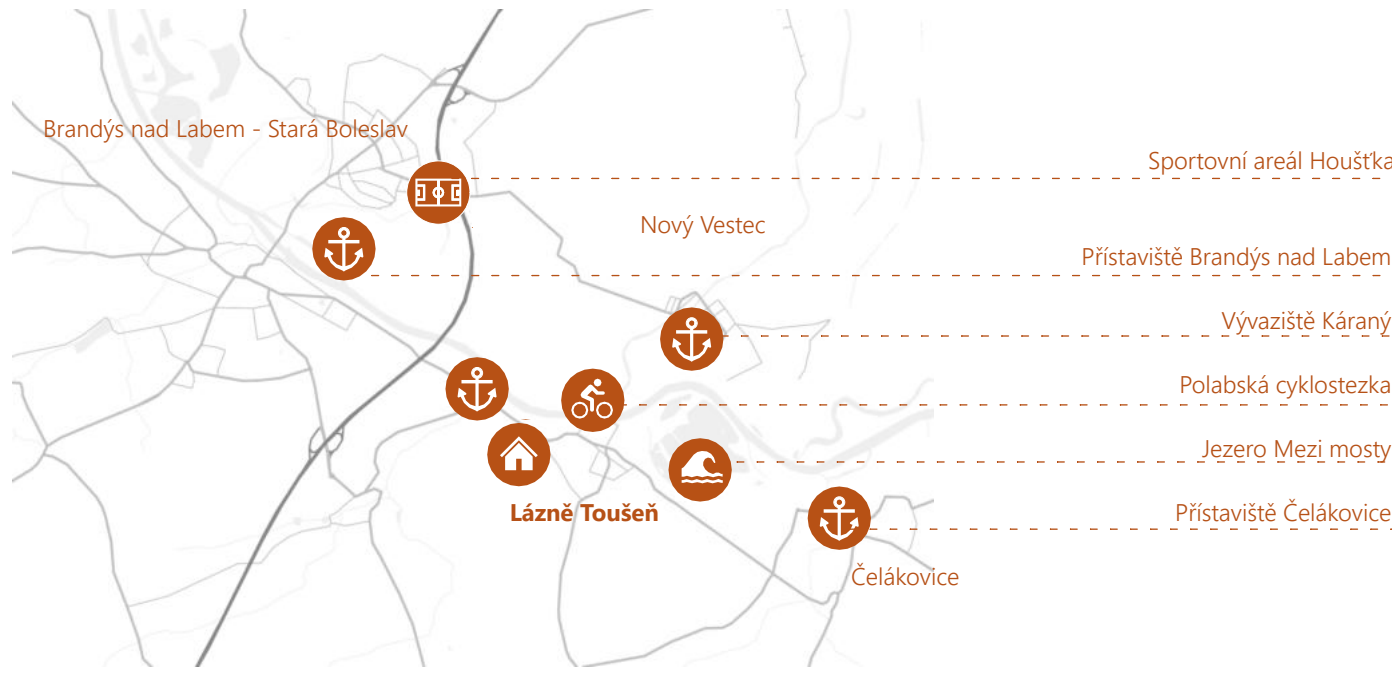 Brandýs nad Labem - Stará Boleslav
Sportovní areál Houšťka
Nový Vestec
Přístaviště Brandýs nad Labem
Vývaziště Káraný
Polabská cyklostezka
Jezero Mezi mosty
Lázně Toušeň
Přístaviště Čelákovice
Čelákovice